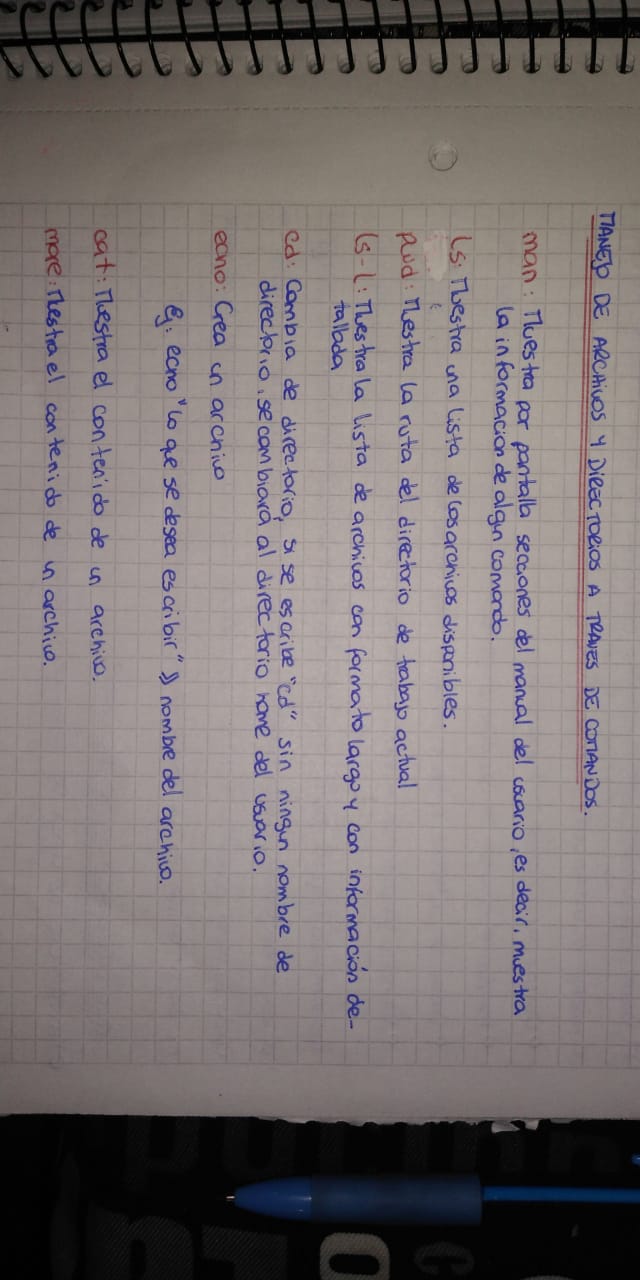 MANEJO DE ARCHIVOS Y DIRECTORIOS A TRAVES DE COMANDOS.
man: Muestra por pantalla secciones del manual del usuario, es decir, muestra
la informacion de algun comando.
ls: Muestra una lista de los archivos disponibles.
pwd: Muestra la ruta del directorio de trabajo actual
ls-l: Muestra la lista de archivos con formato largo y con información de-
tallada
cd: Cambia de directorio, si se escribe "cd" sin ningun nombre de
directorio, se cambiará al directorio home del usuario.
echo: Crea un archivo
Ej: echo "lo que se desea escribir" >> nombre del archivo.
cat: Muestra el contenido de un archivo.
more: Muestra el contenido de un archivo.